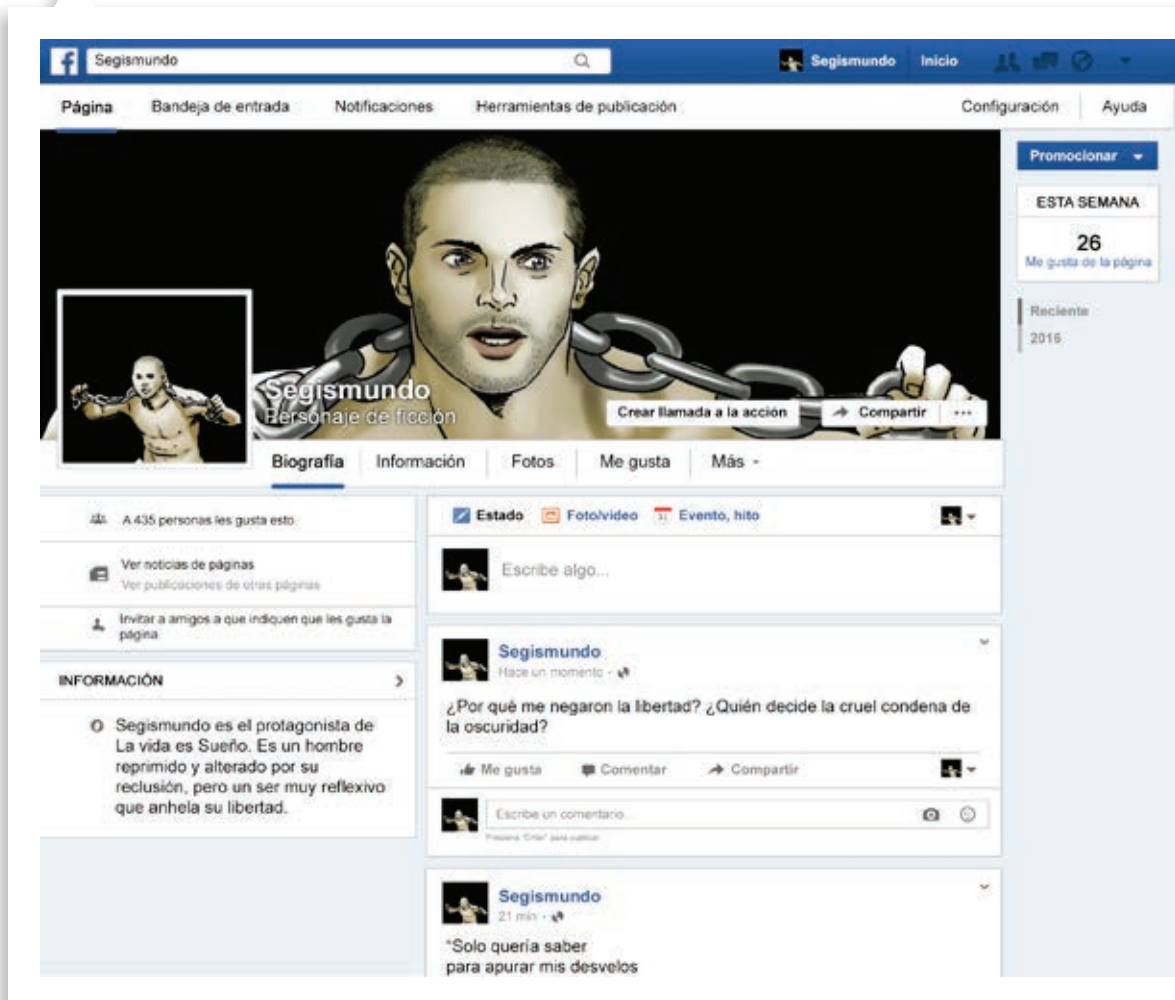 f Segismundo
Segismundo Inicio
Página Bandeja de entrada Notificaciones Herramientas de publicación Configuración Ayuda
Promocionar
ESTA SEMANA
26
Me gusta de la página
Reciente
2016
Segismundo
Personaje de ficción
Crear llamada a la acción Compartir ...
Biografía Información Fotos Me gusta Más
A 435 personas les gusta esto.
Ver noticias de páginas
Ver publicaciones de otras páginas
Invitar a amigos a que indiquen que les gusta la
página
INFORMACIÓN
Segismundo es el protagonista de
La vida es Sueño. Es un hombre
reprimido y alterado por su
reclusión, pero un ser muy reflexivo
que anhela su libertad.
Estado Foto/video 31 Evento, hito
Escribe algo...
Segismundo
Hace un momento
¿Por qué me negaron la libertad? ¿Quién decide la cruel condena de
la oscuridad?
Me gusta Comentar Compartir
Escribe un comentario...
Presiona "Enter" para publicar.
Segismundo
21 min
"Solo quería saber
para apurar mis desvelos